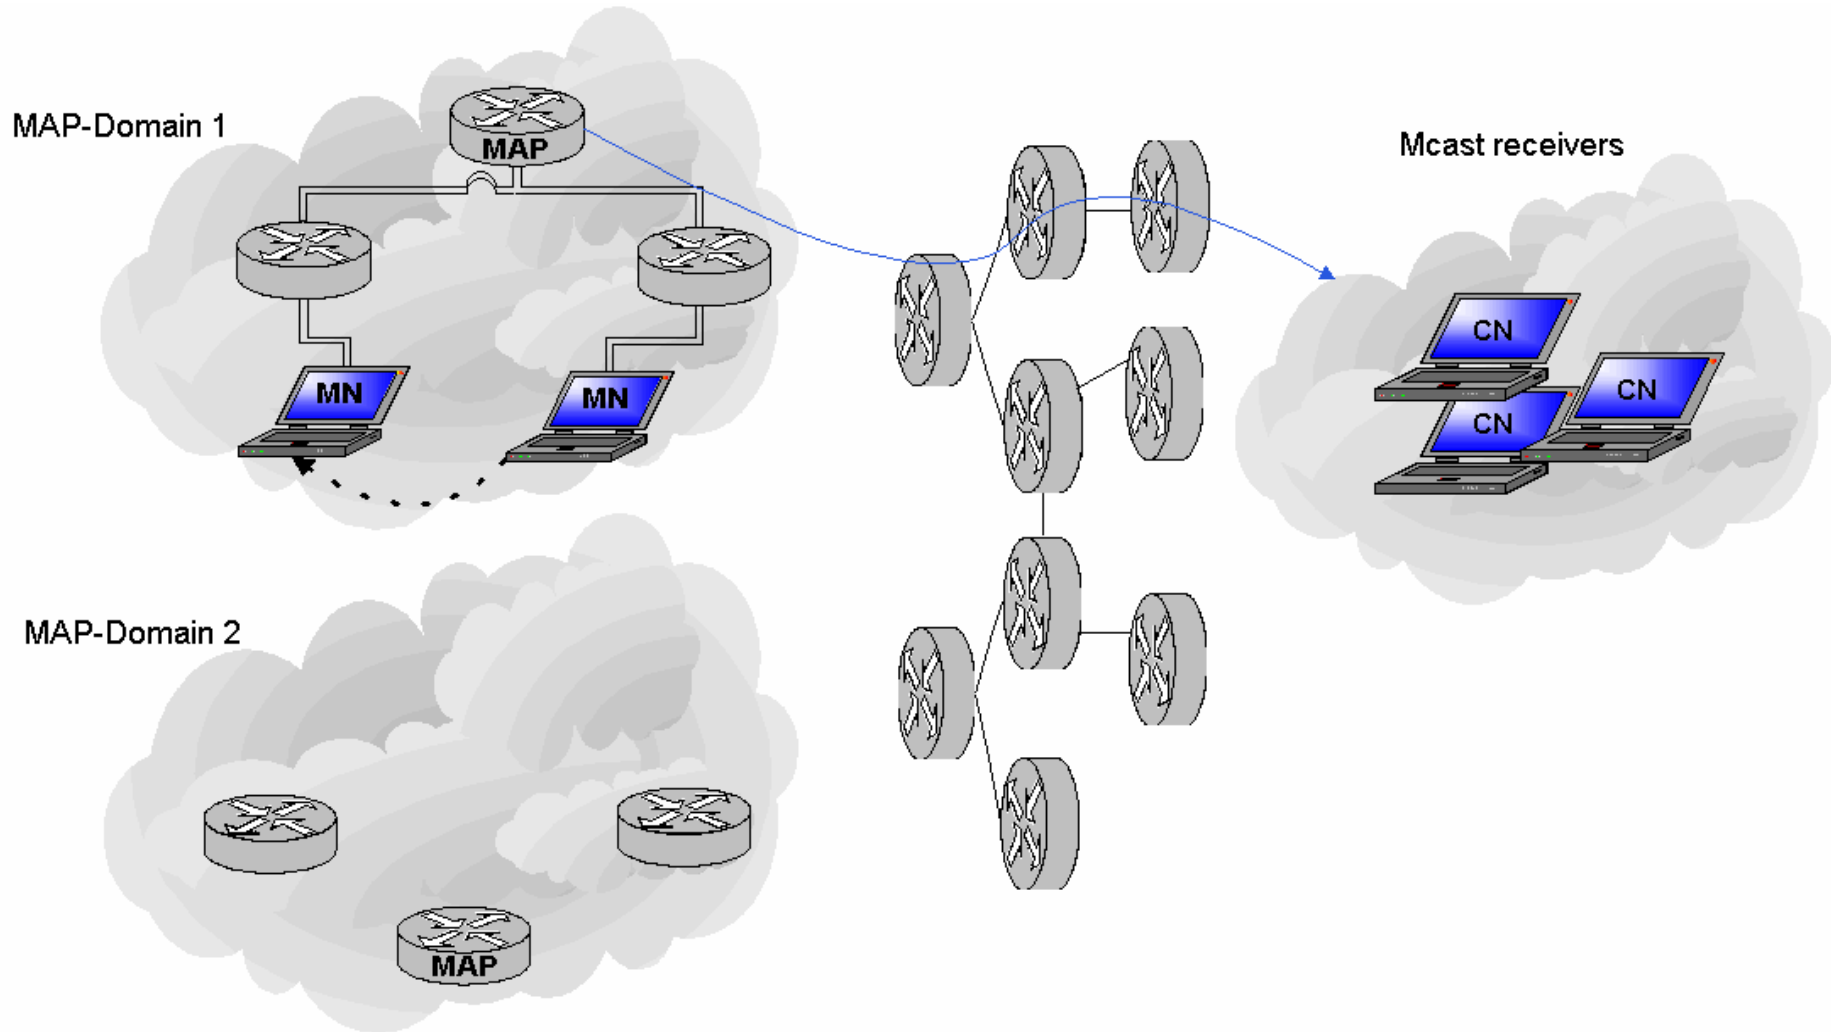 MAP-Domain 1
MAP
MN
MN
Mcast receivers
CN
CN
CN
MAP-Domain 2
MAP